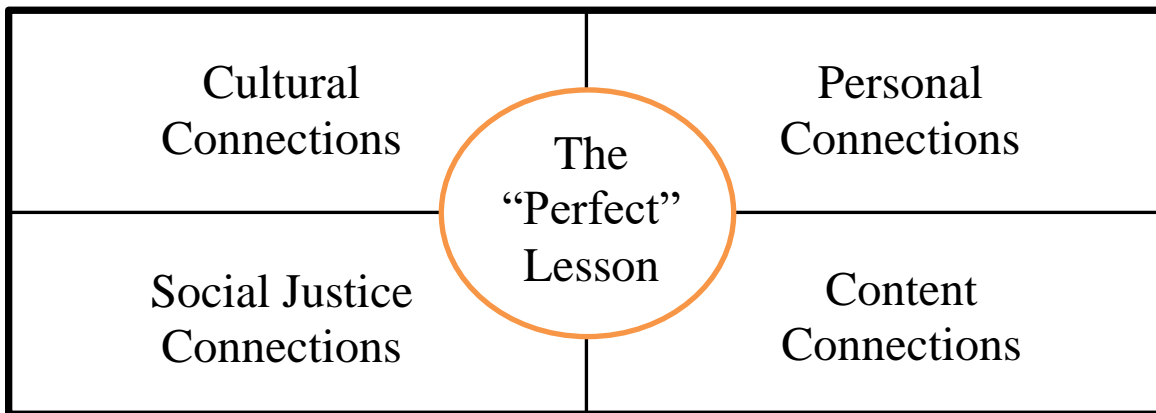 Cultural
Connections
Personal
Connections
The
“Perfect”
Lesson
Social Justice
Connections
Content
Connections